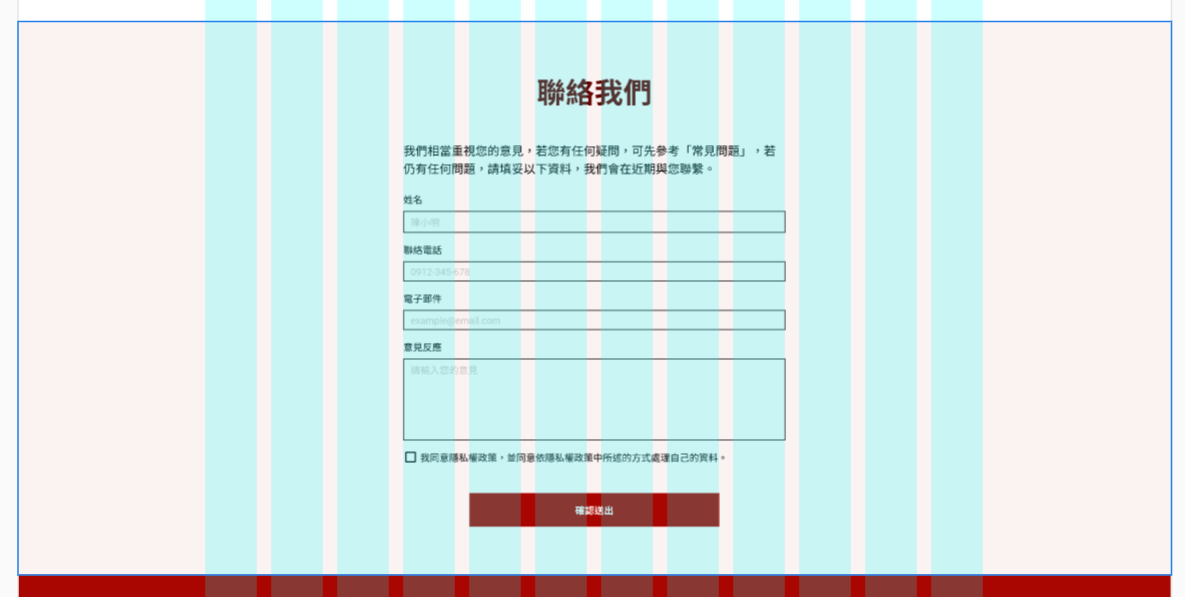 聯絡我們
我們相當重視您的意見，若您有任何疑問，可先參考「常見問題」，若
仍有任何問題，請填妥以下資料，我們會在近期與您聯繫。
姓名
陳小明
聯絡電話
0912-345-678
電子郵件
example@email.com
意見反應
請輸入您的意見
我同意隱私權政策，並同意依隱私權政策中所述的方式處理自己的資料。
確認送出